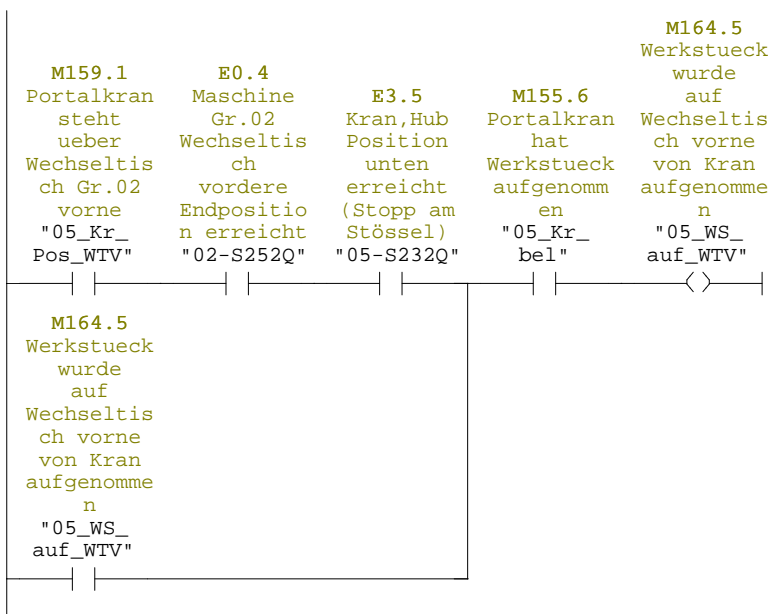 M159.1
Portalkran
steht
ueber
Wechseltis
ch Gr.02
vorne
"05_Kr_
Pos_WTV"
E0.4
Maschine
Gr.02
Wechseltis
ch
vordere
Endpositio
n erreicht
"02-S252Q"
E3.5
Kran,Hub
Position
unten
erreicht
(Stopp am
Stössel)
"05-S232Q"
M155.6
Portalkran
hat
Werkstueck
aufgenomm
en
"05_Kr_
bel"
M164.5
Werkstueck
wurde
auf
Wechseltis
ch vorne
von Kran
aufgenomme
n
"05_WS_
auf_WTV"
M164.5
Werkstueck
wurde
auf
Wechseltis
ch vorne
von Kran
aufgenomme
n
"05_WS_
auf_WTV"